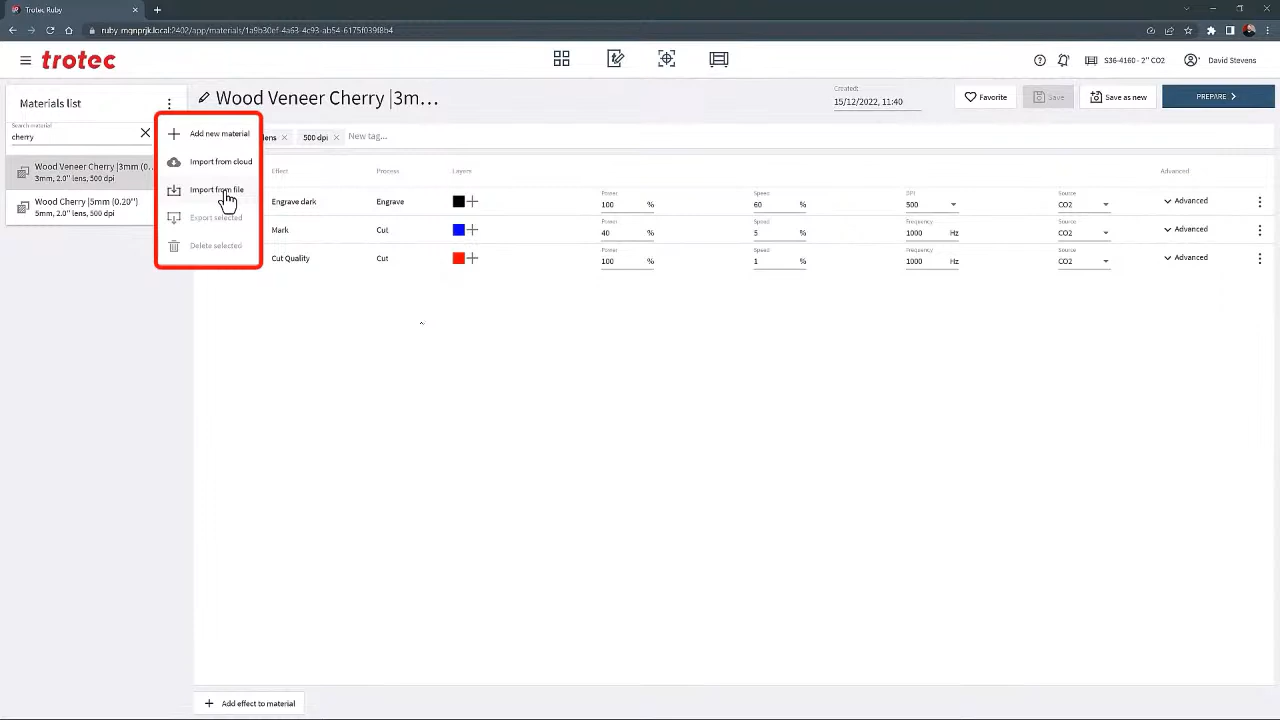 Trotec Ruby
ruby-mgnprjk.local:2402/app/materials/1a9b30ef-4a63-4c93-ab54-6175f039f8b4
trotec
S36-4160 - 2" CO2
David Stevens
Materials list
Search material
cherry
Wood Veneer Cherry |3mm (0...
3mm, 2.0" lens, 500 dpi
Wood Cherry |5mm (0.20")
5mm, 2.0" lens, 500 dpi
Add new material
Import from cloud
Import from file
Export selected
Delete selected
Wood Veneer Cherry |3m...
Created:
15/12/2022, 11:40
Favorite
Save
Save as new
PREPARE
lens
500 dpi
New tag...
Effect Process Layers Advanced
Engrave dark Engrave Power 100 % Speed 60 % DPI 500 Source CO2 Advanced
Mark Cut Power 40 % Speed 5 % Frequency 1000 Hz Source CO2 Advanced
Cut Quality Cut Power 100 % Speed 1 % Frequency 1000 Hz Source CO2 Advanced
Add effect to material